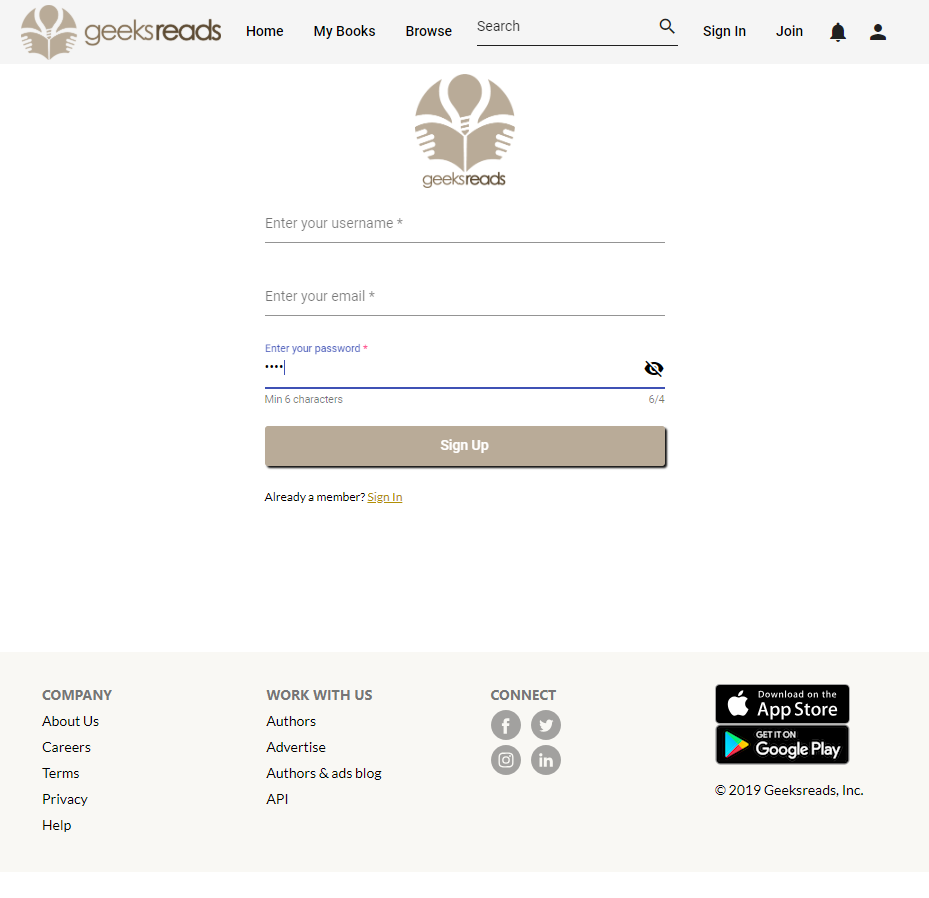 geeksreads
Home
My Books
Browse
Search
Sign In
Join
geeksreads
Enter your username *
Enter your email *
Enter your password *
••••
Min 6 characters
6/4
Sign Up
Already a member? Sign In
COMPANY
About Us
Careers
Terms
Privacy
Help
WORK WITH US
Authors
Advertise
Authors & ads blog
API
CONNECT
f
in
Download on the
App Store
GET IT ON
Google Play
© 2019 Geeksreads, Inc.